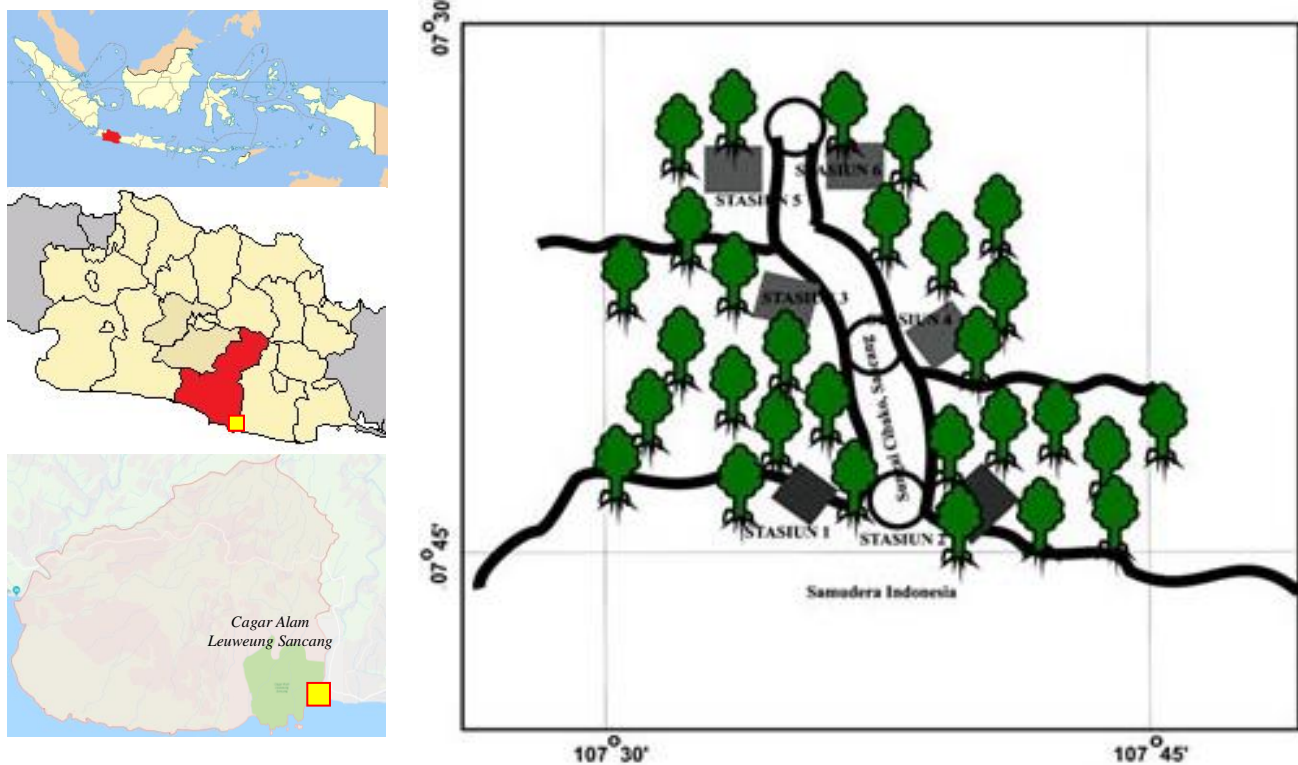 Cagar Alam
Leuweung Sancang
07°30'
07°45'
STASIUN 6
STASIUN 5
STASIUN 3
STASIUN 4
Sungai Cibako, Sancang
STASIUN 1
STASIUN 2
Samudera Indonesia
107°30'
107°45'